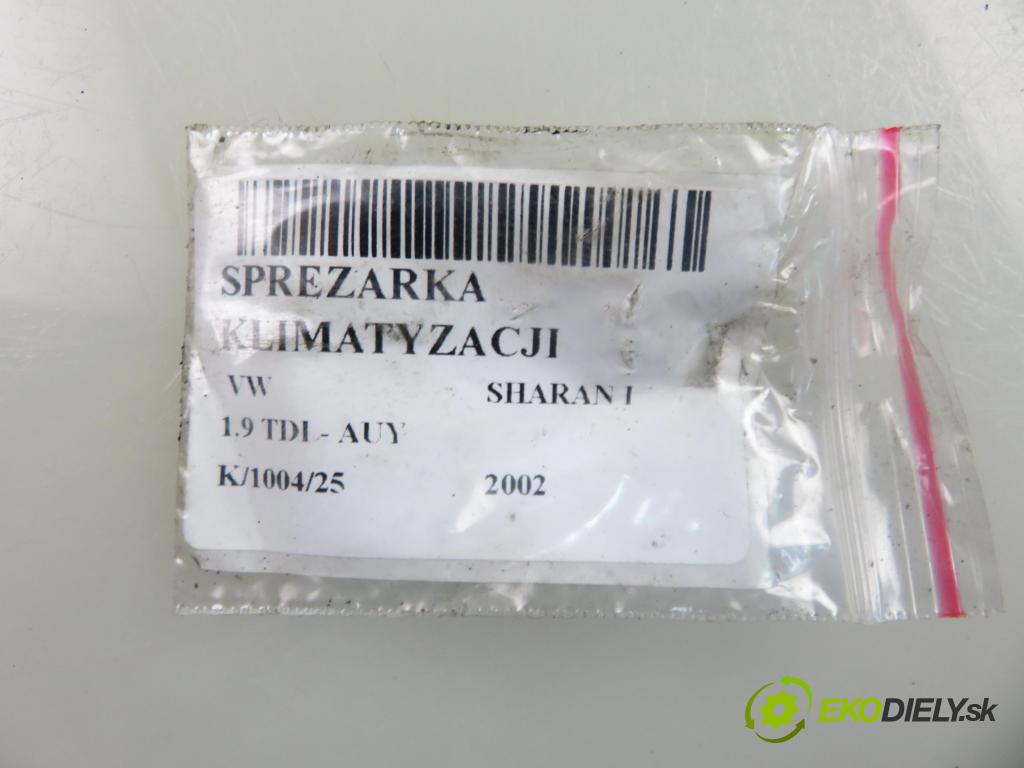 SPREZARKA
KLIMATYZACJI
VW SHARAN I
1.9 TDI - AUY
K/1004/25 2002
EKODIELY.sk